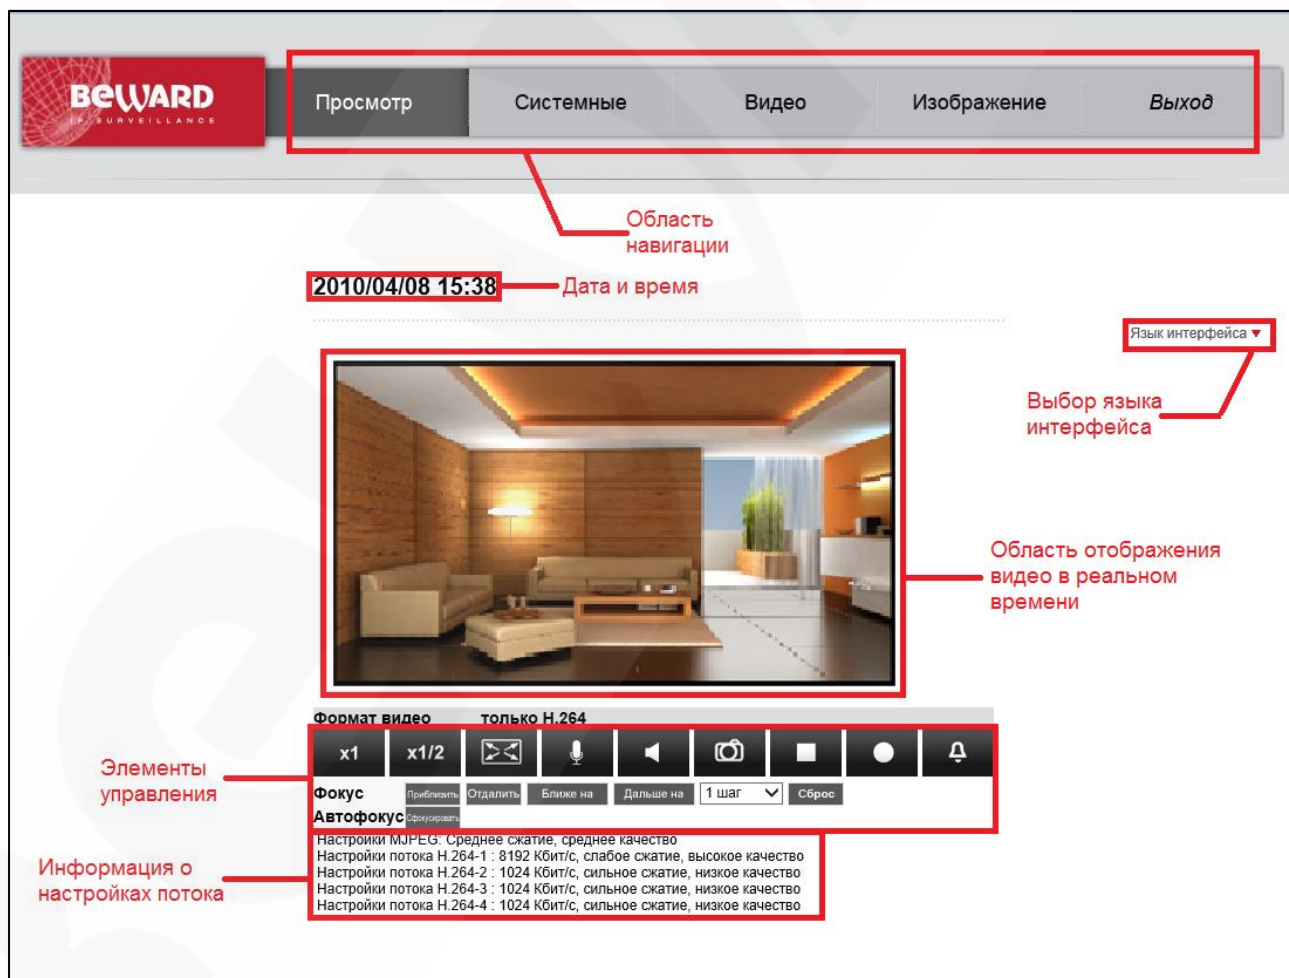 BEWARD
IP SURVEILLANCE
Просмотр
Системные
Видео
Изображение
Выход
Область
навигации
2010/04/08 15:38
Дата и время
Язык интерфейса
Выбор языка
интерфейса
Область отображения
видео в реальном
времени
Формат видео только H.264
x1
x1/2
Элементы
управления
Фокус Приблизить Отдалить Ближе на Дальше на 1 шаг Сброс
Автофокус Сфокусировать
Настройки MJPEG: Среднее сжатие, среднее качество
Настройки потока H.264-1 : 8192 Кбит/с, слабое сжатие, высокое качество
Настройки потока H.264-2 : 1024 Кбит/с, сильное сжатие, низкое качество
Настройки потока H.264-3 : 1024 Кбит/с, сильное сжатие, низкое качество
Настройки потока H.264-4 : 1024 Кбит/с, сильное сжатие, низкое качество
Информация о
настройках потока